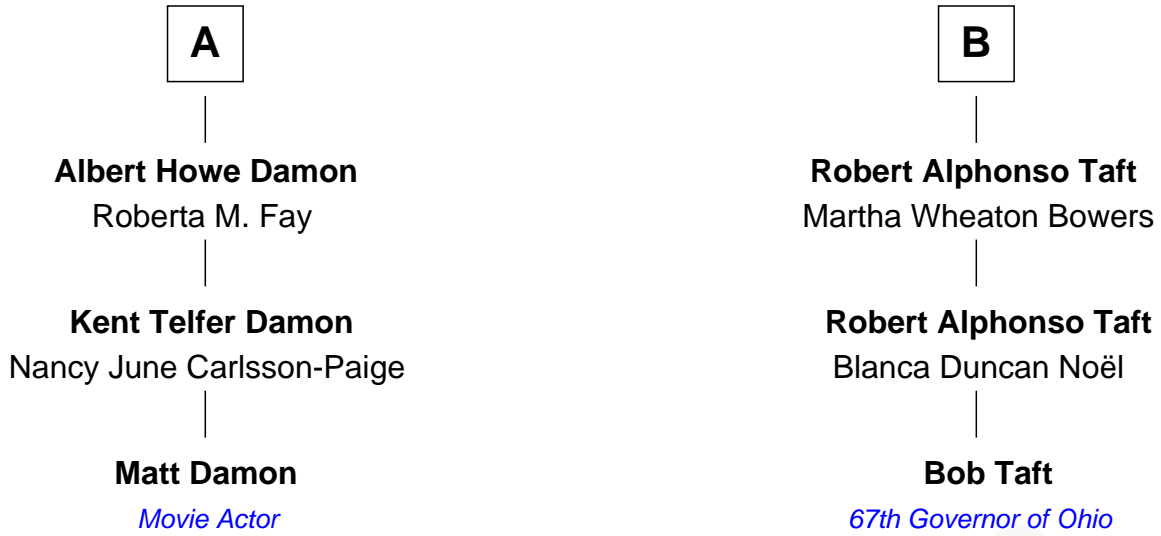 A
B
Albert Howe Damon
Roberta M. Fay
Robert Alphonso Taft
Martha Wheaton Bowers
Kent Telfer Damon
Nancy June Carlsson-Paige
Robert Alphonso Taft
Blanca Duncan Noël
Matt Damon
Movie Actor
Bob Taft
67th Governor of Ohio